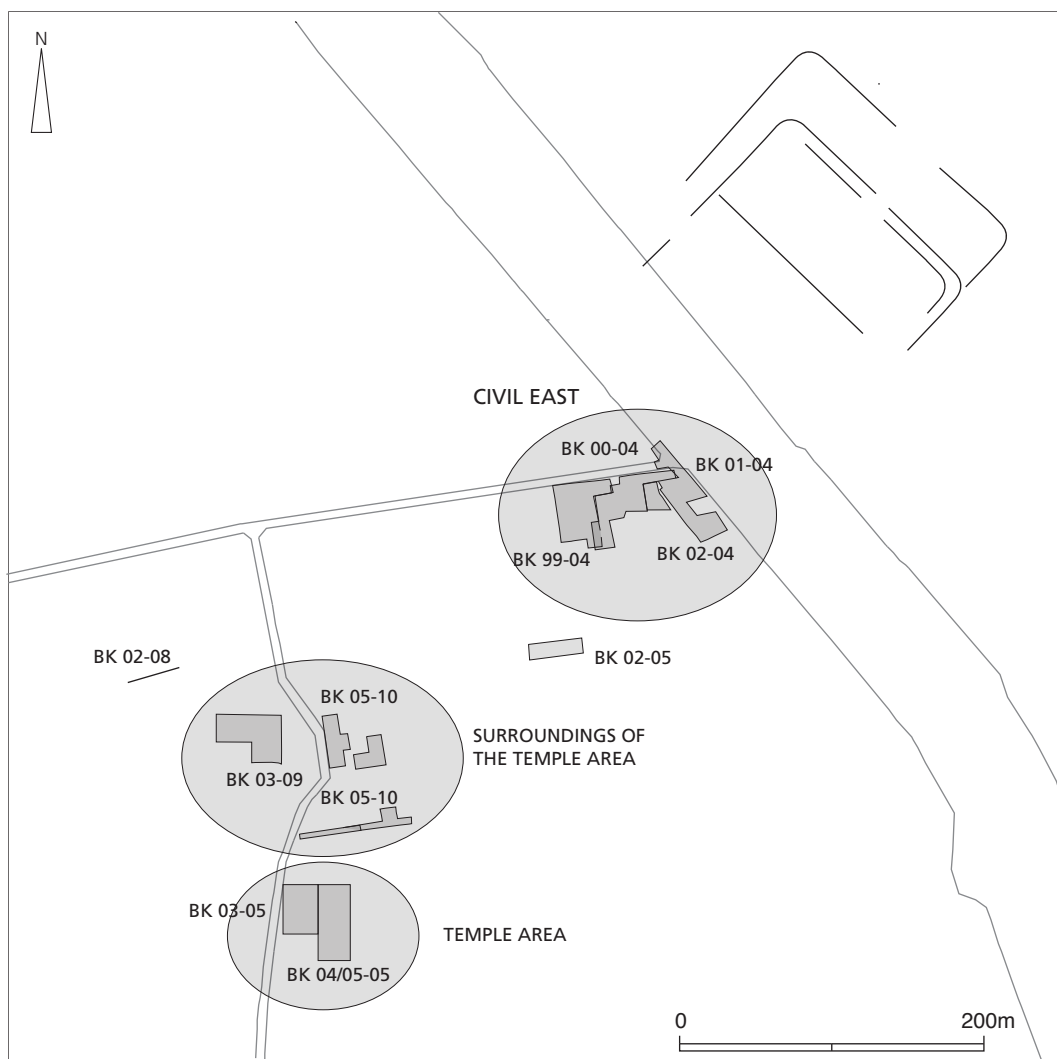 N
CIVIL EAST
BK 00-04
BK 01-04
BK 99-04
BK 02-04
BK 02-05
BK 02-08
BK 05-10
SURROUNDINGS OF
THE TEMPLE AREA
BK 03-09
BK 05-10
BK 03-05
TEMPLE AREA
BK 04/05-05
0
200m